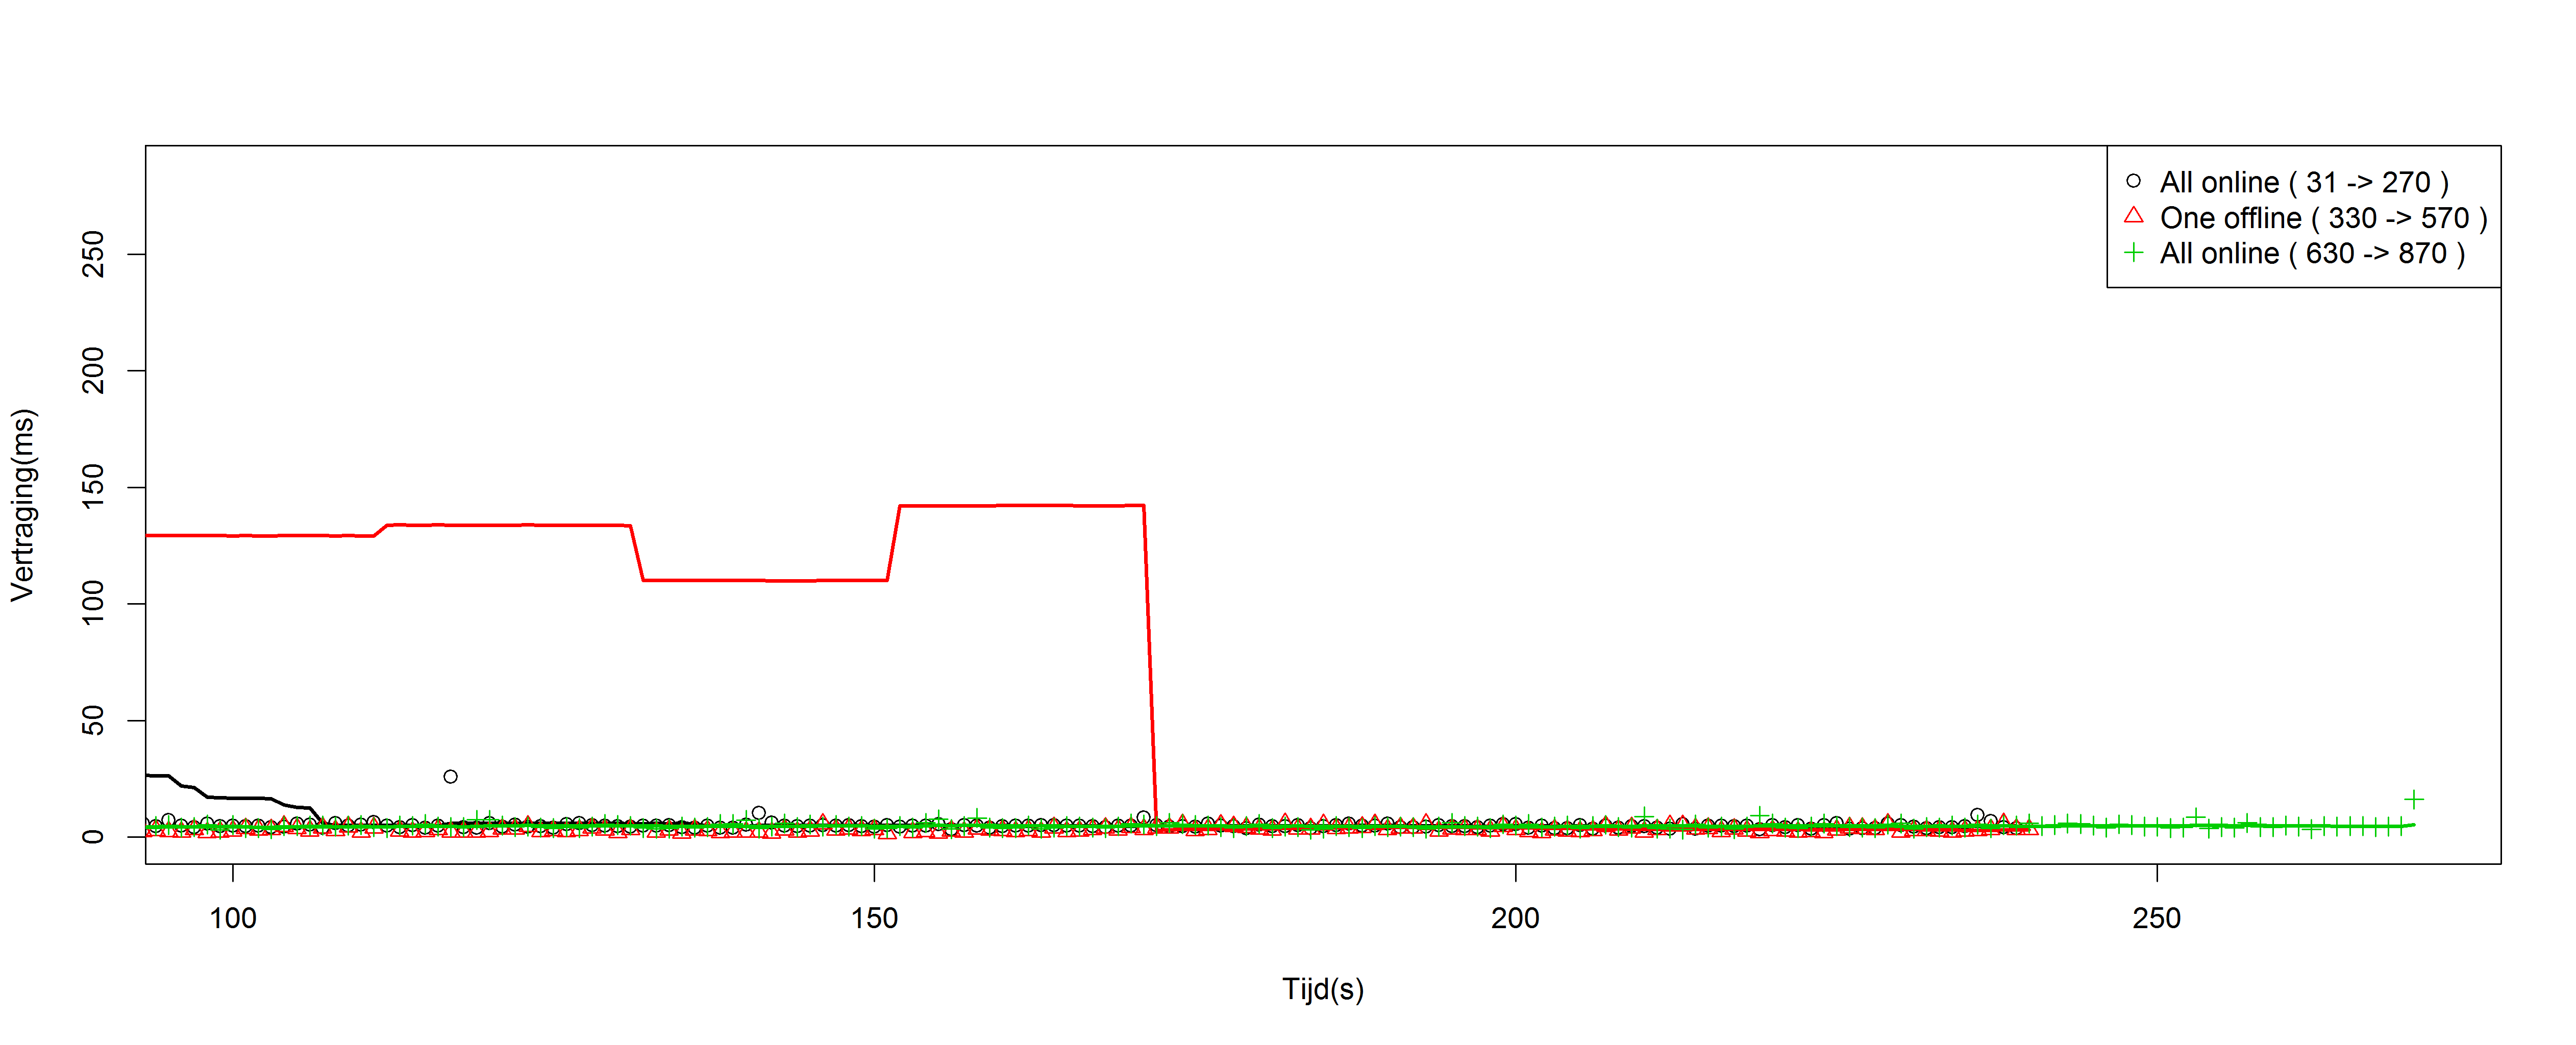 All online ( 31 -> 270 )
One offline ( 330 -> 570 )
All online ( 630 -> 870 )
Vertraging(ms)
250
200
150
100
50
0
100
150
200
250
Tijd(s)